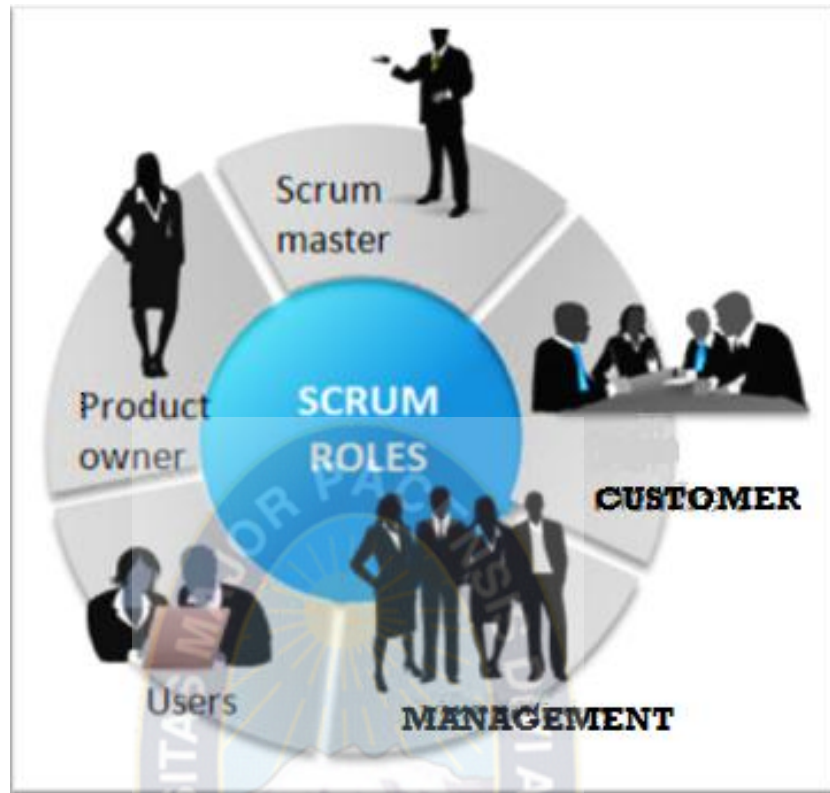 Scrum
master
Product
owner
SCRUM
ROLES
CUSTOMER
Users
MANAGEMENT